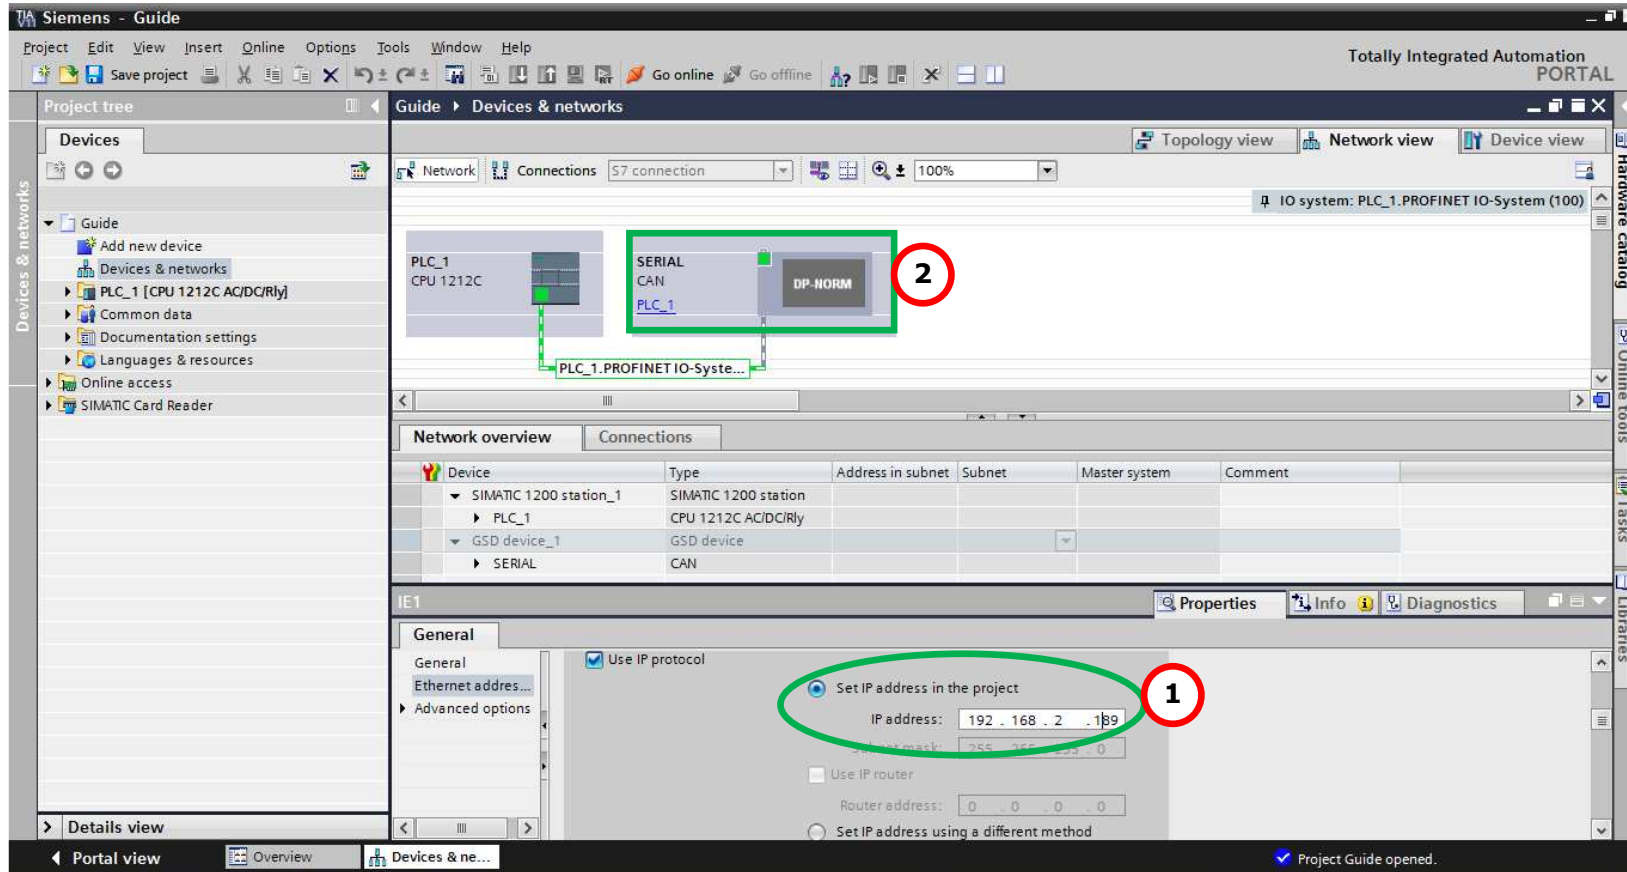 Siemens - Guide
Project Edit View Insert Online Options Tools Window Help
Totally Integrated Automation
PORTAL
Save project Go online Go offline
Project tree
Guide Devices & networks
Devices
Topology view Network view Device view
Network Connections S7 connection 100%
IO system: PLC_1.PROFINET IO-System (100)
Guide
Add new device
Devices & networks
PLC_1 [CPU 1212C AC/DC/Rly]
Common data
Documentation settings
Languages & resources
Online access
SIMATIC Card Reader
PLC_1
CPU 1212C
SERIAL
CAN
PLC_1
DP-NORM
2
PLC_1.PROFINET IO-Syste...
Network overview Connections
Device Type Address in subnet Subnet Master system Comment
SIMATIC 1200 station_1 SIMATIC 1200 station
PLC_1 CPU 1212C AC/DC/Rly
GSD device_1 GSD device
SERIAL CAN
IE1
Properties Info Diagnostics
General
General
Ethernet addres...
Advanced options
Use IP protocol
Set IP address in the project
1
IP address: 192 . 168 . 2 . 189
Subnet mask: 255 . 255 . 255 . 0
Use IP router
Router address: 0 . 0 . 0 . 0
Set IP address using a different method
Details view
Portal view Overview Devices & ne...
Project Guide opened.
Devices & networks
Hardware catalog
Online tools
Tasks
Libraries